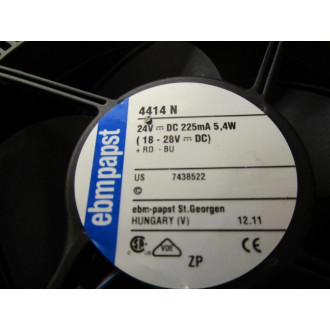 ebmpapst
4414 N
24V ⎓ DC 225mA 5,4W
( 18 - 28V ⎓ DC)
+ RD - BU
US 7438522
©
ebm-papst St.Georgen
HUNGARY (V) 12.11
VDE
CE
ZP